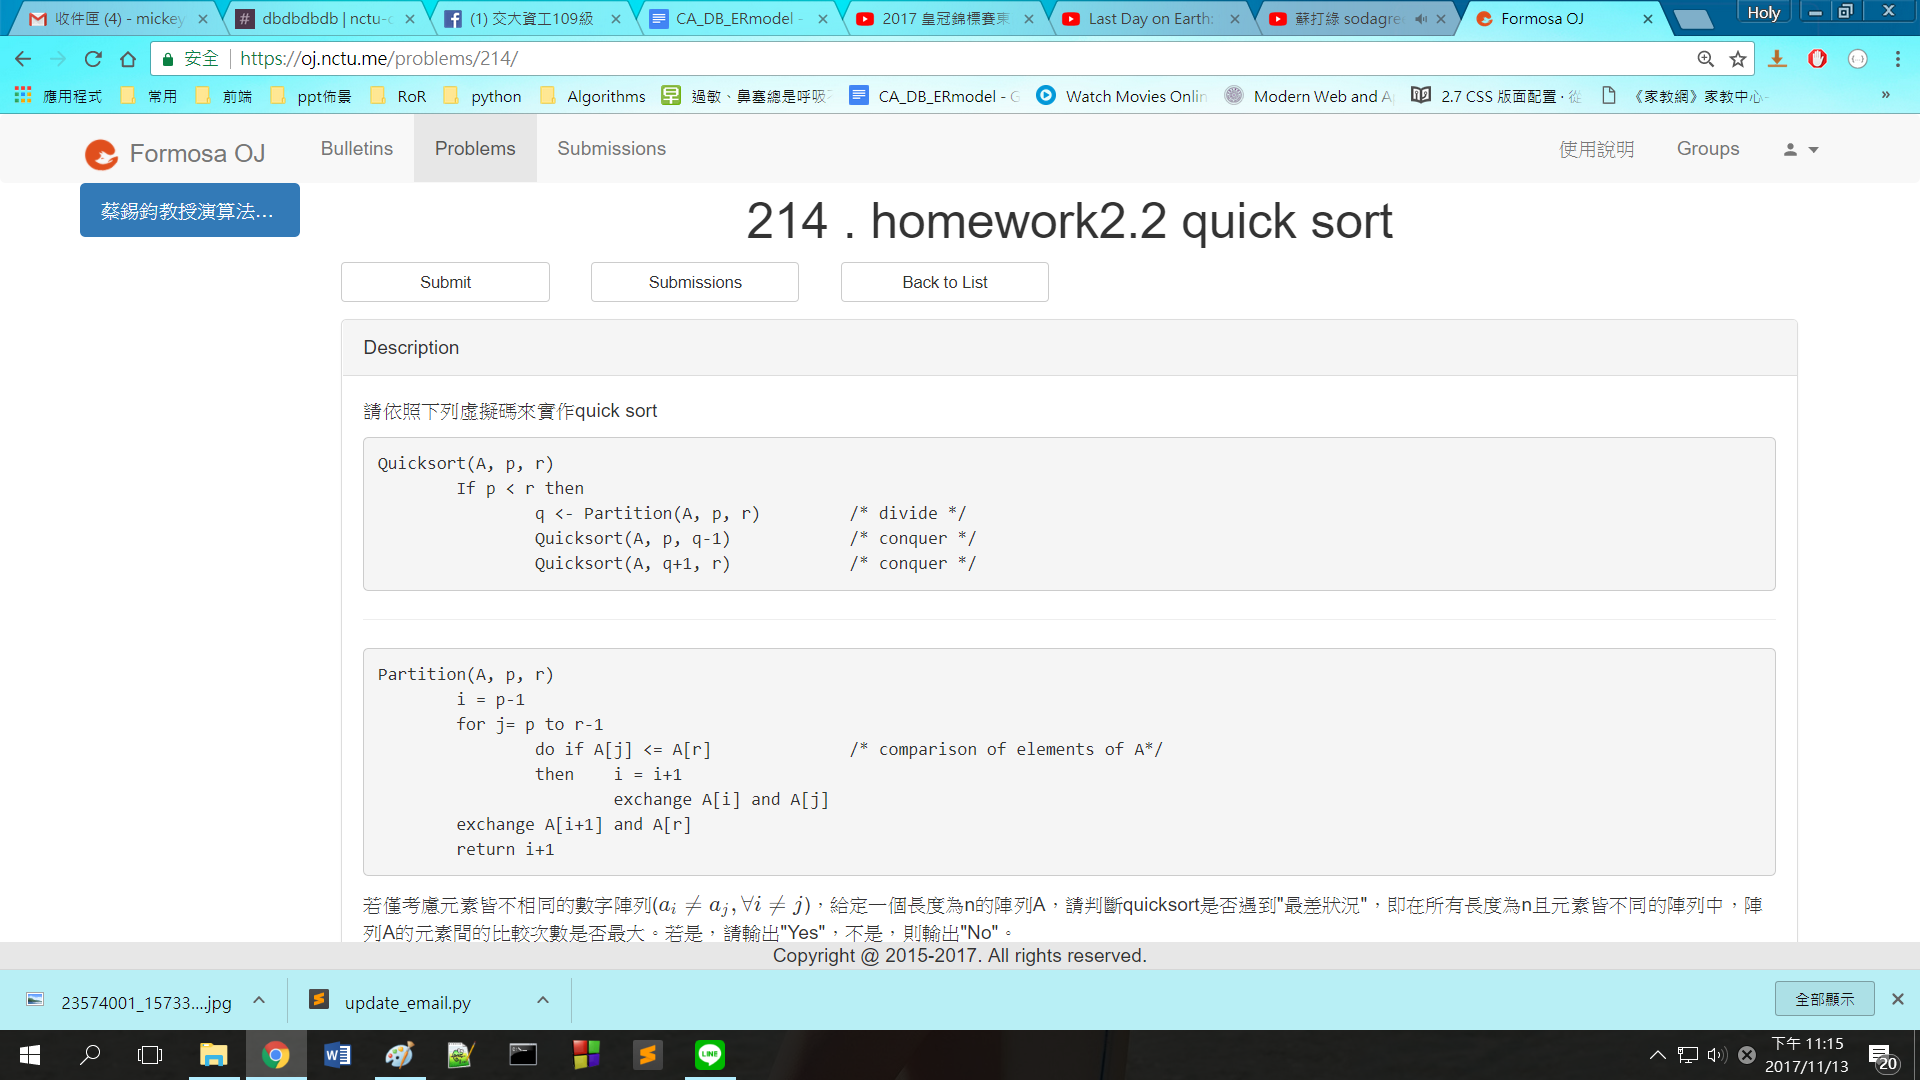 收件匣 (4) - mickey
dbdbdbdb | nctu-c
(1) 交大資工109級
CA_DB_ERmodel -
2017 皇冠錦標賽東
Last Day on Earth:
蘇打綠 sodagree
Formosa OJ
Holy
安全 https://oj.nctu.me/problems/214/
應用程式 常用 前端 ppt佈景 RoR python Algorithms 過敏、鼻塞總是呼吸不 CA_DB_ERmodel - G Watch Movies Onlin Modern Web and A 2.7 CSS 版面配置 · 從 《家教網》家教中心- »
Formosa OJ Bulletins Problems Submissions 使用說明 Groups
蔡錫鈞教授演算法...
214 . homework2.2 quick sort
Submit Submissions Back to List
Description
請依照下列虛擬碼來實作quick sort
Quicksort(A, p, r)
If p < r then
q <- Partition(A, p, r) /* divide */
Quicksort(A, p, q-1) /* conquer */
Quicksort(A, q+1, r) /* conquer */
Partition(A, p, r)
i = p-1
for j= p to r-1
do if A[j] <= A[r] /* comparison of elements of A*/
then i = i+1
exchange A[i] and A[j]
exchange A[i+1] and A[r]
return i+1
若僅考慮元素皆不相同的數字陣列(aᵢ ≠ aⱼ, ∀i ≠ j)，給定一個長度為n的陣列A，請判斷quicksort是否遇到"最差狀況"，即在所有長度為n且元素皆不同的陣列中，陣
列A的元素間的比較次數是否最大。若是，請輸出"Yes"，不是，則輸出"No"。
Copyright @ 2015-2017. All rights reserved.
23574001_15733....jpg update_email.py 全部顯示
下午 11:15
2017/11/13
20